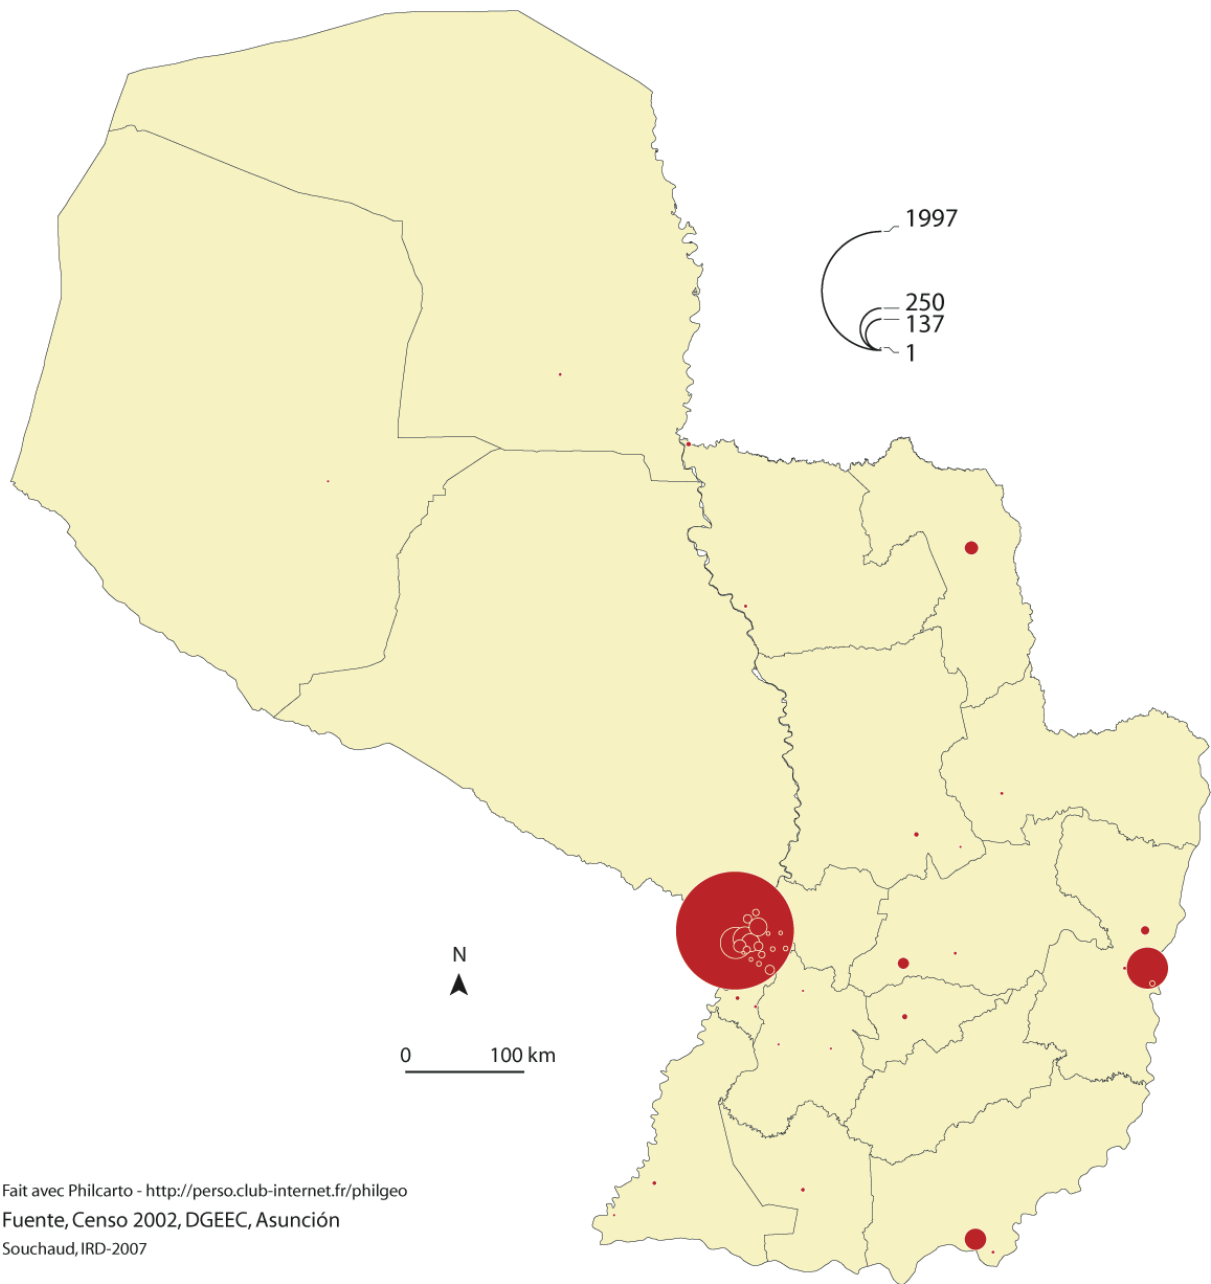 1997
250
137
1
N
0 100 km
Fait avec Philcarto - http://perso.club-internet.fr/philgeo
Fuente, Censo 2002, DGEEC, Asunción
Souchaud, IRD-2007